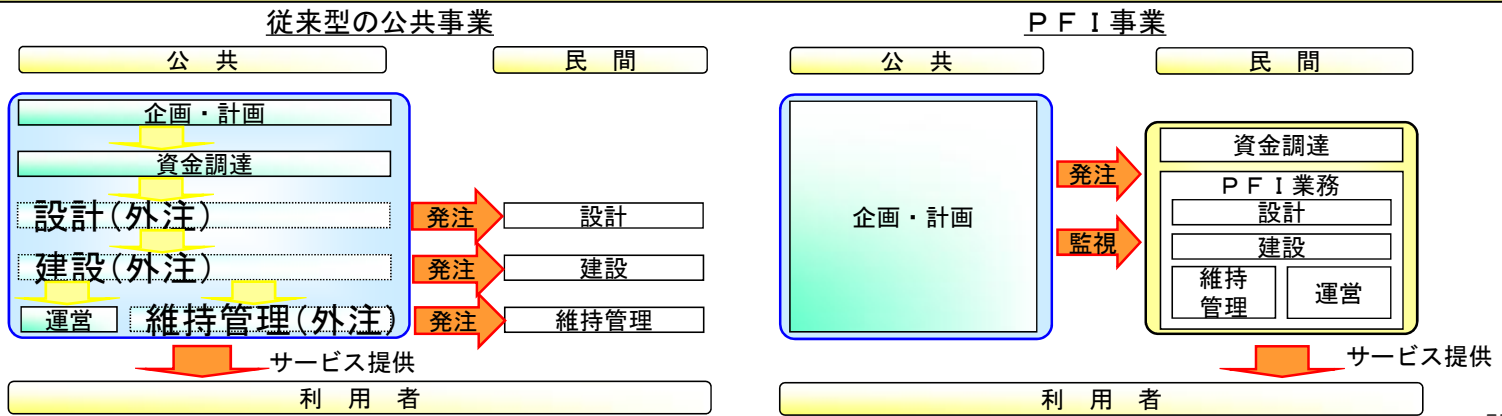 従来型の公共事業
公 共
民 間
企画・計画
資金調達
設計(外注)
発注
設計
建設(外注)
発注
建設
運営
維持管理(外注)
発注
維持管理
サービス提供
利 用 者
ＰＦＩ事業
公 共
民 間
企画・計画
発注
監視
資金調達
ＰＦＩ業務
設計
建設
維持
管理
運営
サービス提供
利 用 者